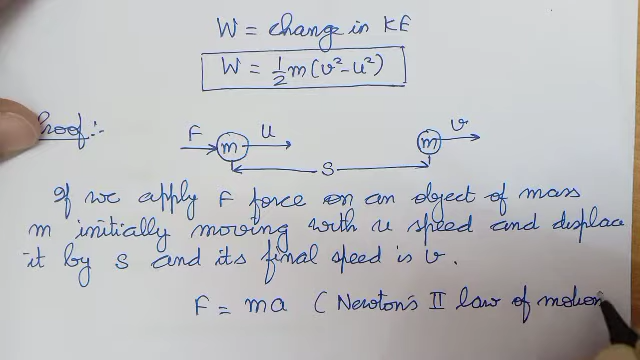 W = change in KE
W = ½m(v²-u²)
Proof :-
F m u m v
S
If we apply F force on an object of mass
m initially moving with u speed and displace
it by s and its final speed is v.
F = ma (Newton's II law of motion